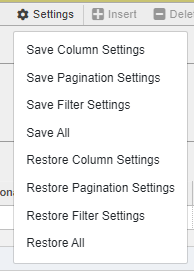 Settings Insert
Save Column Settings
Save Pagination Settings
Save Filter Settings
Save All
Restore Column Settings
Restore Pagination Settings
Restore Filter Settings
Restore All